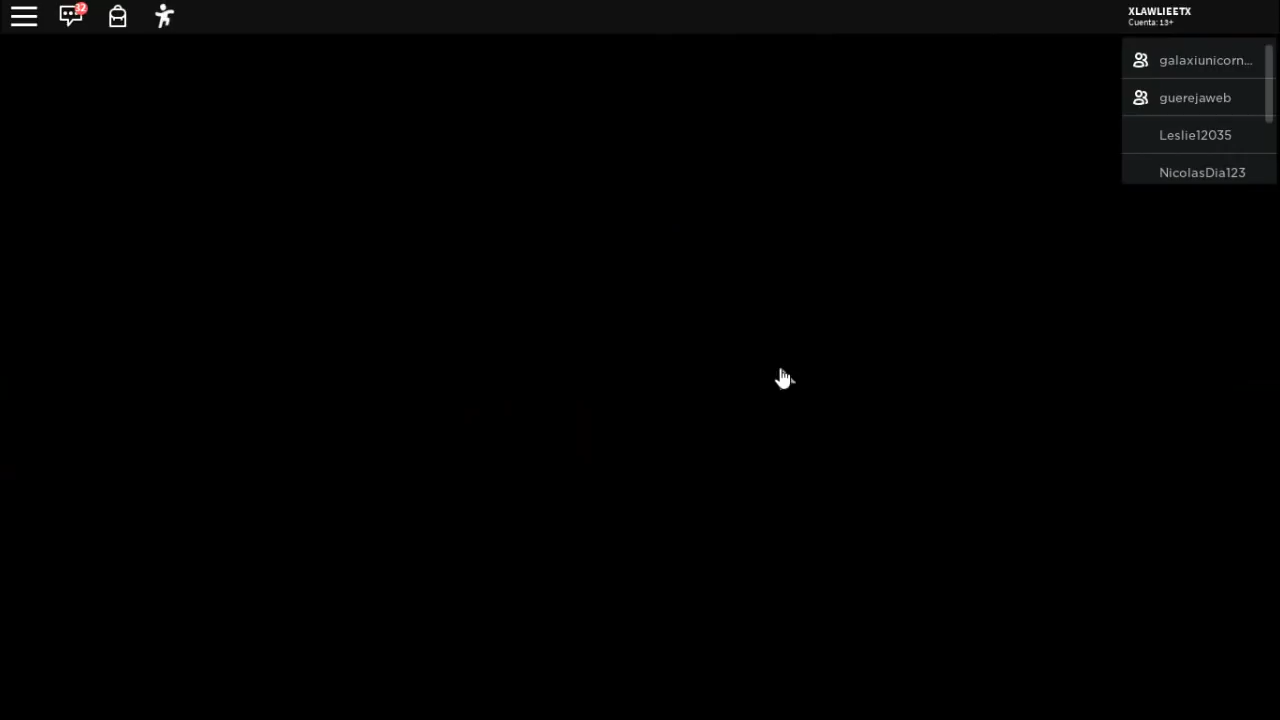 32
XLAWLIEETX
Cuenta: 13+
galaxiunicorn...
guerejaweb
Leslie12035
NicolasDia123